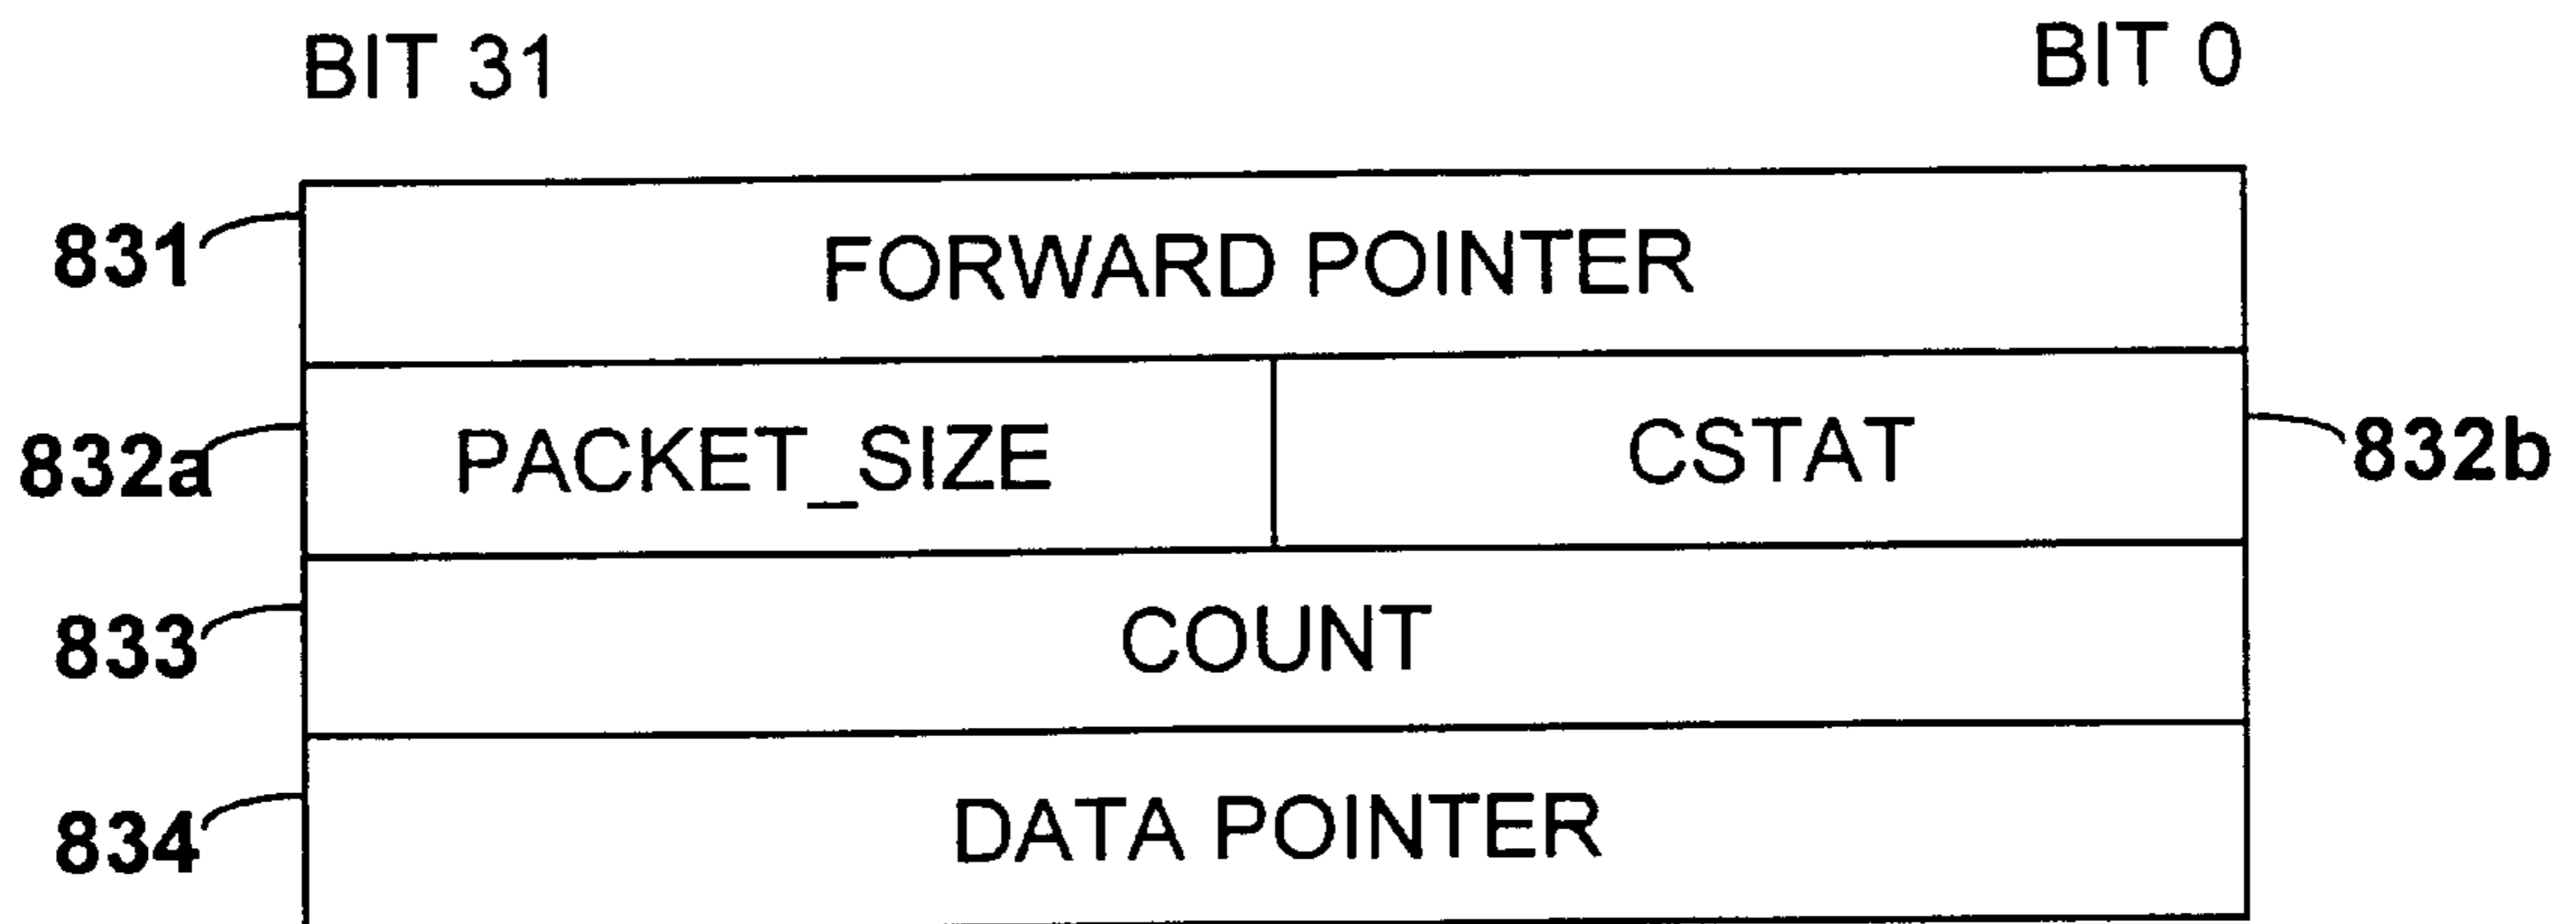 BIT 31 BIT 0
831 FORWARD POINTER
832a PACKET_SIZE CSTAT 832b
833 COUNT
834 DATA POINTER